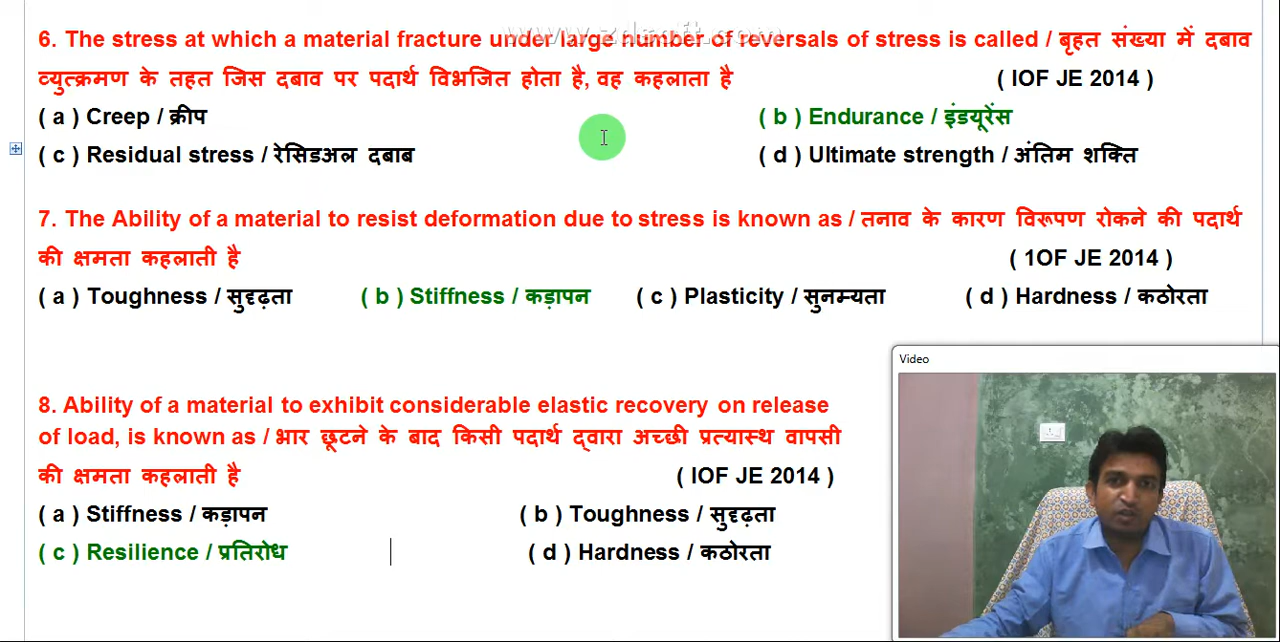 www.zdsoft.com
6. The stress at which a material fracture under large number of reversals of stress is called / बृहत संख्या में दबाव
व्युत्क्रमण के तहत जिस दबाव पर पदार्थ विभजित होता है, वह कहलाता है ( IOF JE 2014 )
( a ) Creep / क्रीप ( b ) Endurance / इंडयूरेंस
( c ) Residual stress / रेसिडअल दबाब ( d ) Ultimate strength / अंतिम शक्ति
7. The Ability of a material to resist deformation due to stress is known as / तनाव के कारण विरूपण रोकने की पदार्थ
की क्षमता कहलाती है ( 1OF JE 2014 )
( a ) Toughness / सुदृढ़ता ( b ) Stiffness / कड़ापन ( c ) Plasticity / सुनम्यता ( d ) Hardness / कठोरता
8. Ability of a material to exhibit considerable elastic recovery on release
of load, is known as / भार छूटने के बाद किसी पदार्थ द्वारा अच्छी प्रत्यास्थ वापसी
की क्षमता कहलाती है ( IOF JE 2014 )
( a ) Stiffness / कड़ापन ( b ) Toughness / सुदृढ़ता
( c ) Resilience / प्रतिरोध ( d ) Hardness / कठोरता
Video